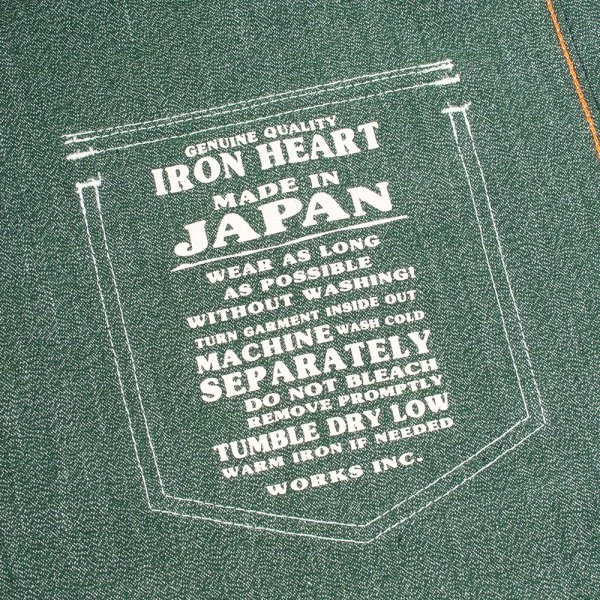 GENUINE QUALITY
IRON HEART
MADE IN
JAPAN
WEAR AS LONG
AS POSSIBLE
WITHOUT WASHING!
TURN GARMENT INSIDE OUT
MACHINE WASH COLD
SEPARATELY
DO NOT BLEACH
REMOVE PROMPTLY
TUMBLE DRY LOW
WARM IRON IF NEEDED
WORKS INC.